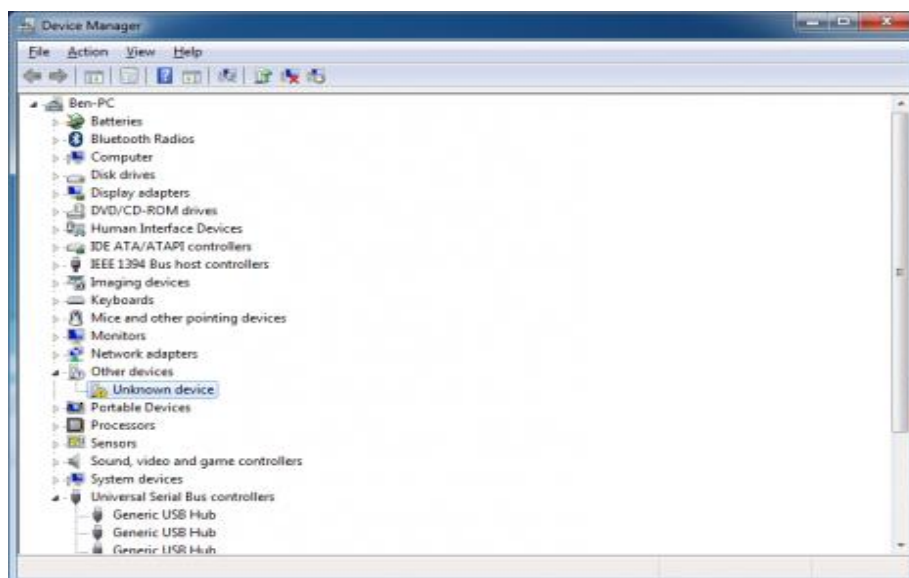 Device Manager
File Action View Help
Ben-PC
Batteries
Bluetooth Radios
Computer
Disk drives
Display adapters
DVD/CD-ROM drives
Human Interface Devices
IDE ATA/ATAPI controllers
IEEE 1394 Bus host controllers
Imaging devices
Keyboards
Mice and other pointing devices
Monitors
Network adapters
Other devices
Unknown device
Portable Devices
Processors
Sensors
Sound, video and game controllers
System devices
Universal Serial Bus controllers
Generic USB Hub
Generic USB Hub
Generic USB Hub